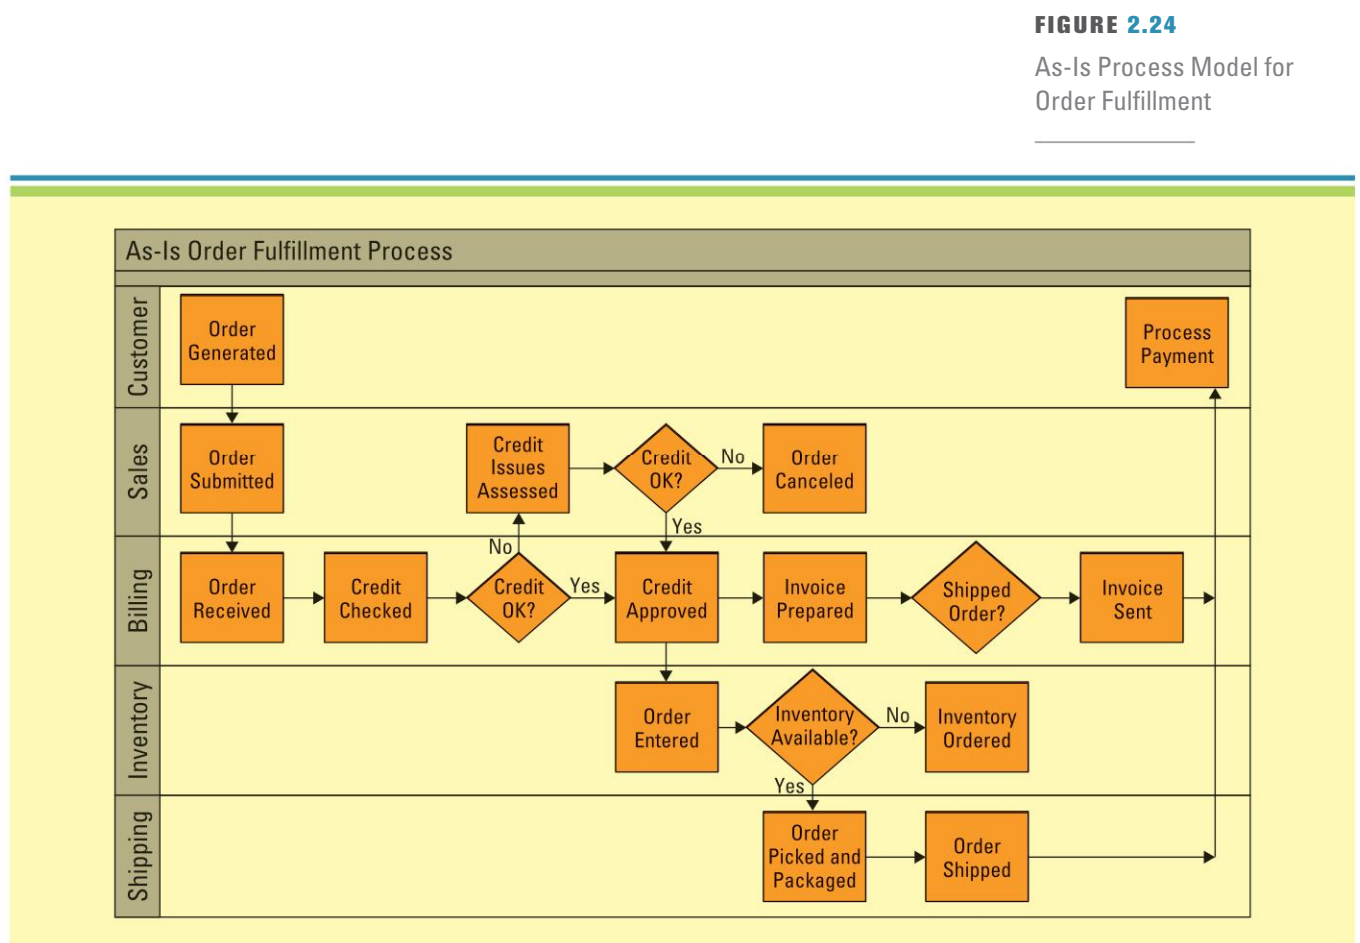 FIGURE 2.24
As-Is Process Model for
Order Fulfillment
As-Is Order Fulfillment Process
Customer
Order
Generated
Process
Payment
Sales
Order
Submitted
Credit
Issues
Assessed
Credit
OK?
No
Order
Canceled
Yes
Billing
Order
Received
Credit
Checked
No
Credit
OK?
Yes
Credit
Approved
Invoice
Prepared
Shipped
Order?
Invoice
Sent
Inventory
Order
Entered
Inventory
Available?
No
Inventory
Ordered
Yes
Shipping
Order
Picked and
Packaged
Order
Shipped